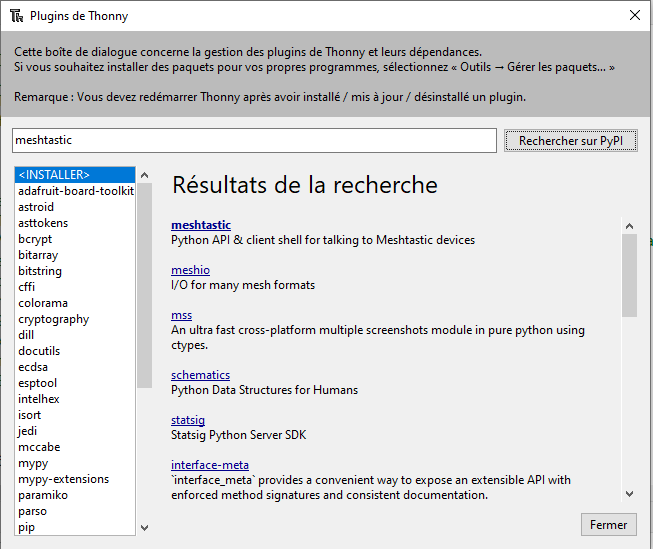 Plugins de Thonny
Cette boîte de dialogue concerne la gestion des plugins de Thonny et leurs dépendances.
Si vous souhaitez installer des paquets pour vos propres programmes, sélectionnez « Outils → Gérer les paquets... »
Remarque : Vous devez redémarrer Thonny après avoir installé / mis à jour / désinstallé un plugin.
meshtastic
Rechercher sur PyPI
<INSTALLER>
adafruit-board-toolkit
astroid
asttokens
bcrypt
bitarray
bitstring
cffi
colorama
cryptography
dill
docutils
ecdsa
esptool
intelhex
isort
jedi
mccabe
mypy
mypy-extensions
paramiko
parso
pip
Résultats de la recherche
meshtastic
Python API & client shell for talking to Meshtastic devices
meshio
I/O for many mesh formats
mss
An ultra fast cross-platform multiple screenshots module in pure python using
ctypes.
schematics
Python Data Structures for Humans
statsig
Statsig Python Server SDK
interface-meta
`interface_meta` provides a convenient way to expose an extensible API with
enforced method signatures and consistent documentation.
Fermer